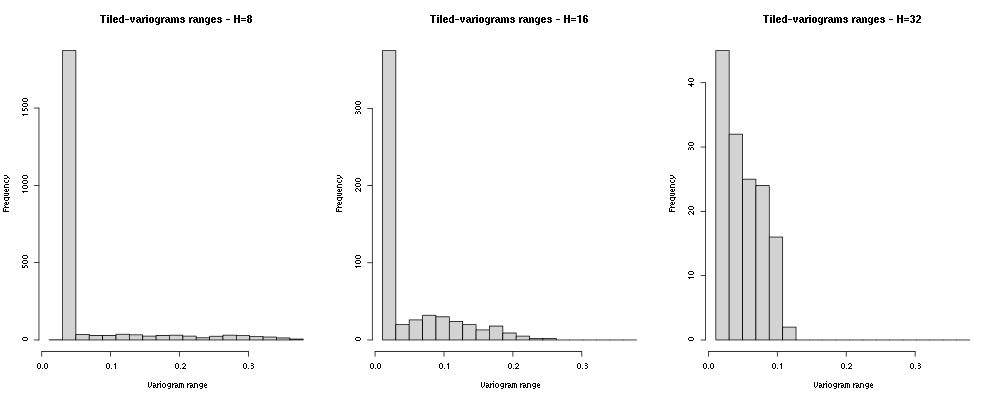 Tiled-variograms ranges - H=8
Frequency
0
500
1000
1500
0.0
0.1
0.2
0.3
Variogram range
Tiled-variograms ranges - H=16
Frequency
0
100
200
300
0.0
0.1
0.2
0.3
Variogram range
Tiled-variograms ranges - H=32
Frequency
0
10
20
30
40
0.0
0.1
0.2
0.3
Variogram range